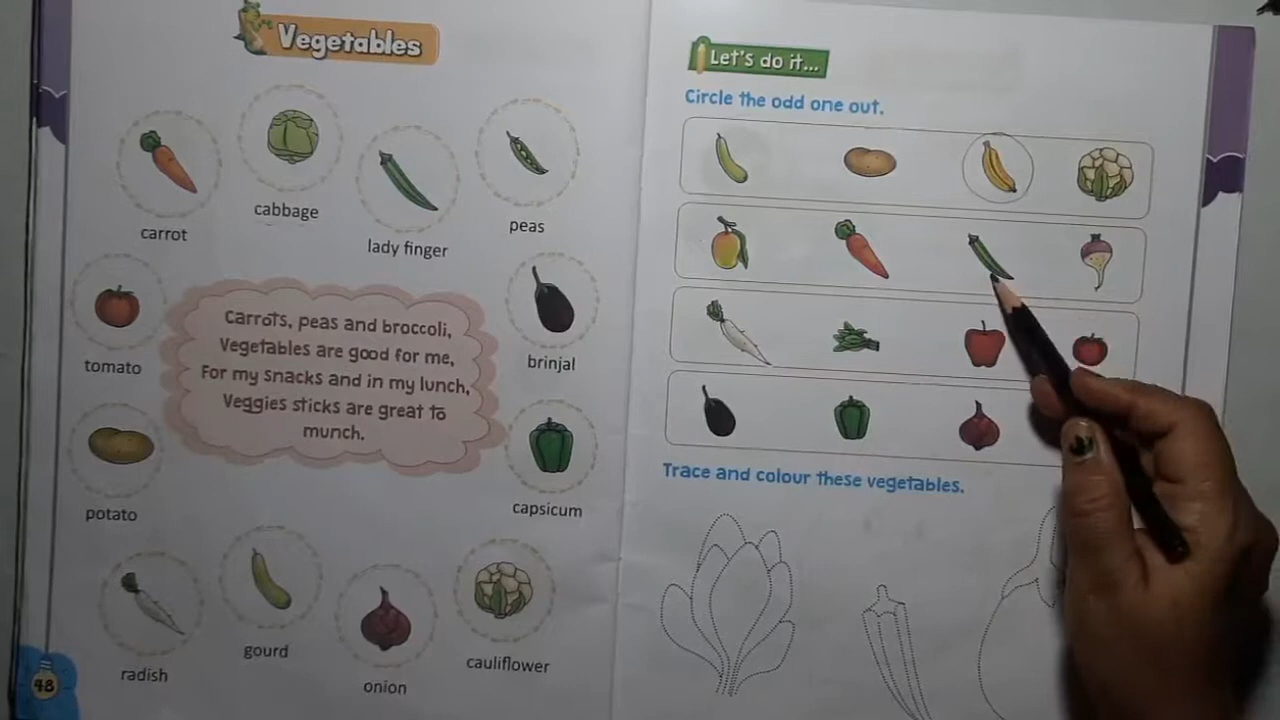 Vegetables
carrot
cabbage
lady finger
peas
tomato
Carrots, peas and broccoli,
Vegetables are good for me,
For my snacks and in my lunch,
Veggies sticks are great to
munch.
brinjal
potato
capsicum
radish
gourd
onion
cauliflower
48
Let's do it...
Circle the odd one out.
Trace and colour these vegetables.